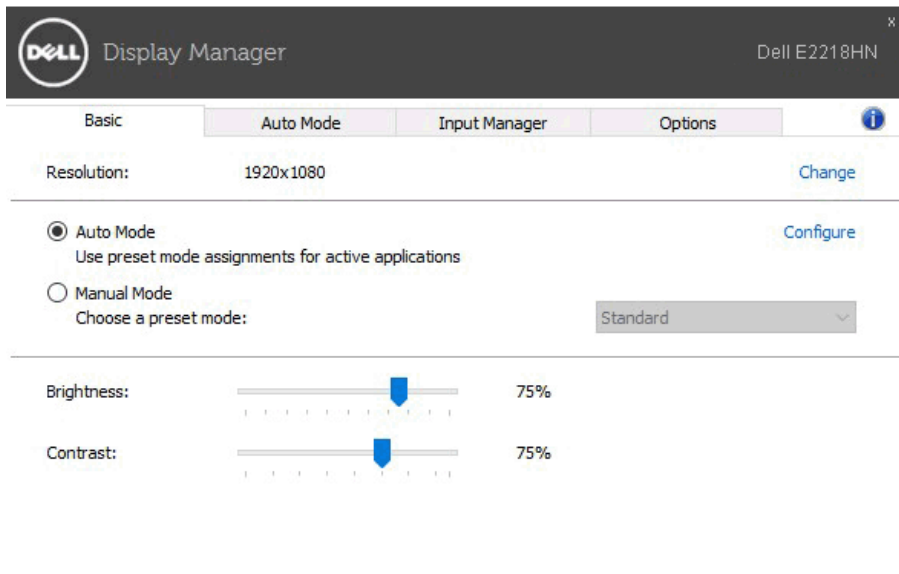 x
DELL Display Manager Dell E2218HN
Basic Auto Mode Input Manager Options i
Resolution: 1920x1080 Change
Auto Mode Configure
Use preset mode assignments for active applications
Manual Mode
Choose a preset mode: Standard
Brightness: 75%
Contrast: 75%